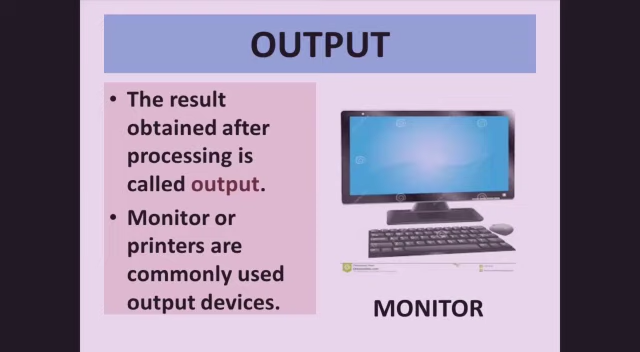 OUTPUT
• The result
obtained after
processing is
called output.
• Monitor or
printers are
commonly used
output devices.
MONITOR